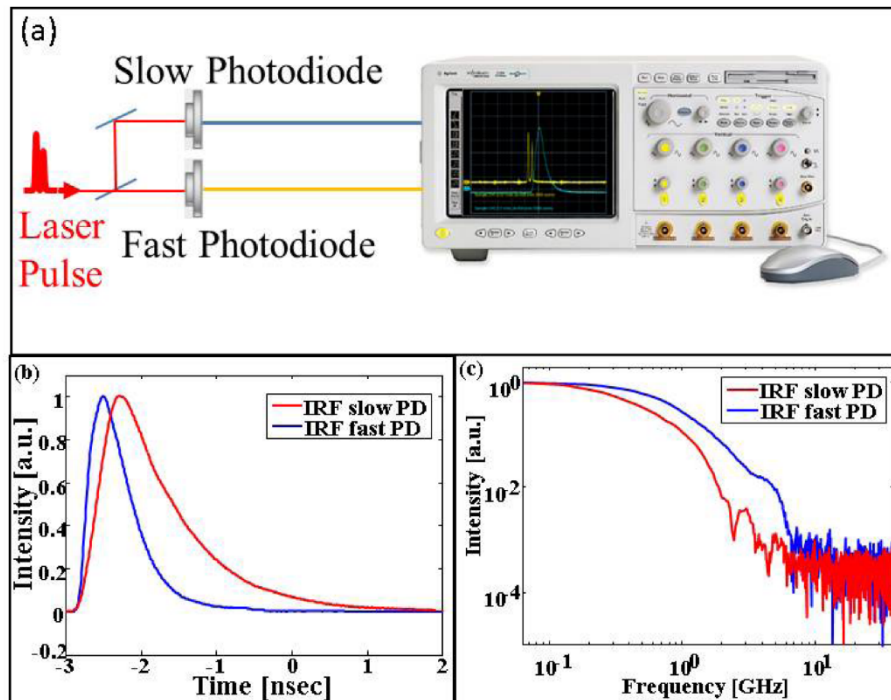 (a)
Slow Photodiode
Laser
Pulse
Fast Photodiode
Agilent
(b)
Intensity [a.u.]
1
0.8
0.6
0.4
0.2
0
-0.2
-3
-2
-1
0
1
2
Time [nsec]
IRF slow PD
IRF fast PD
(c)
Intensity [a.u.]
10^0
10^-2
10^-4
10^-1
10^0
10^1
Frequency [GHz]
IRF slow PD
IRF fast PD